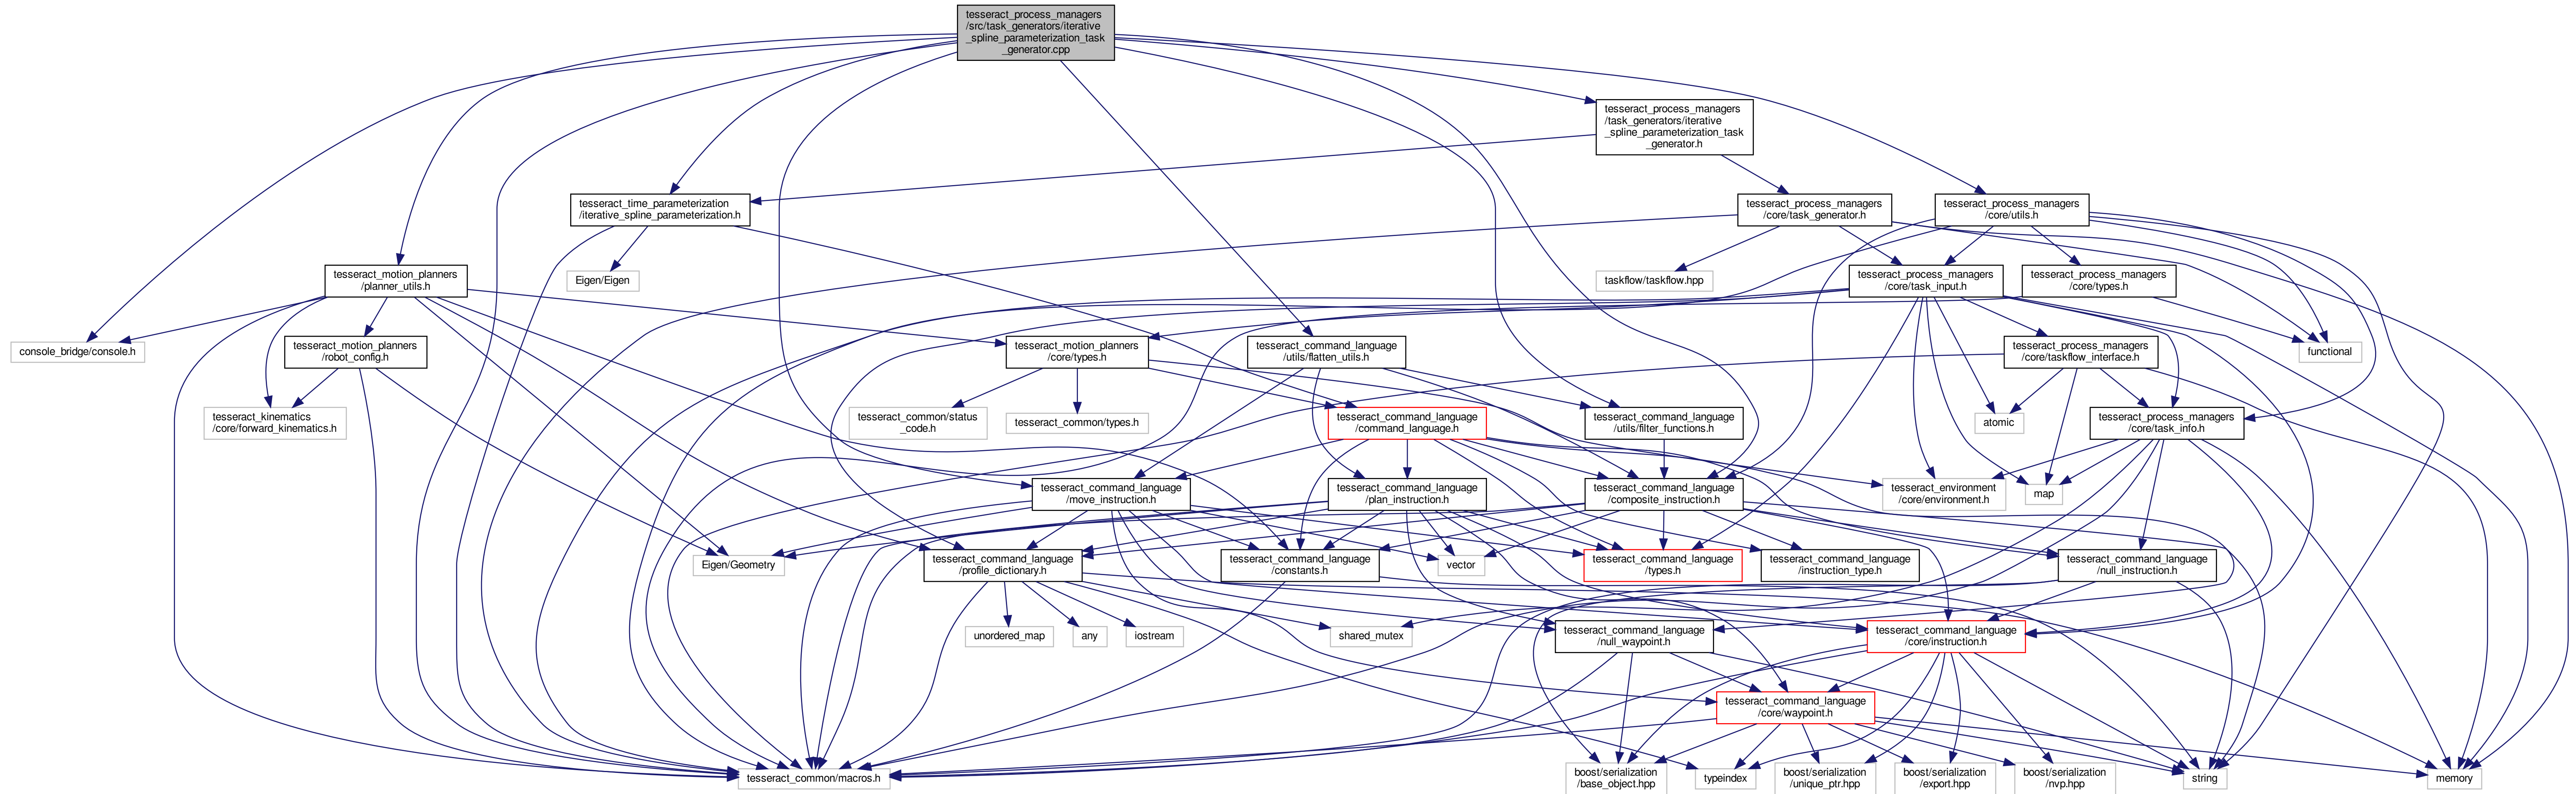 tesseract_process_managers
/src/task_generators/iterative
_spline_parameterization_task
_generator.cpp
tesseract_process_managers
/task_generators/iterative
_spline_parameterization_task
_generator.h
tesseract_time_parameterization
/iterative_spline_parameterization.h
tesseract_process_managers
/core/task_generator.h
tesseract_process_managers
/core/utils.h
tesseract_motion_planners
/planner_utils.h
Eigen/Eigen
taskflow/taskflow.hpp
tesseract_process_managers
/core/task_input.h
tesseract_process_managers
/core/types.h
console_bridge/console.h
tesseract_motion_planners
/robot_config.h
tesseract_motion_planners
/core/types.h
tesseract_command_language
/utils/flatten_utils.h
tesseract_process_managers
/core/taskflow_interface.h
functional
tesseract_kinematics
/core/forward_kinematics.h
tesseract_common/status
_code.h
tesseract_common/types.h
tesseract_command_language
/command_language.h
tesseract_command_language
/utils/filter_functions.h
atomic
tesseract_process_managers
/core/task_info.h
tesseract_command_language
/move_instruction.h
tesseract_command_language
/plan_instruction.h
tesseract_command_language
/composite_instruction.h
tesseract_environment
/core/environment.h
map
Eigen/Geometry
tesseract_command_language
/profile_dictionary.h
tesseract_command_language
/constants.h
vector
tesseract_command_language
/types.h
tesseract_command_language
/instruction_type.h
tesseract_command_language
/null_instruction.h
unordered_map
any
iostream
shared_mutex
tesseract_command_language
/null_waypoint.h
tesseract_command_language
/core/instruction.h
tesseract_command_language
/core/waypoint.h
tesseract_common/macros.h
boost/serialization
/base_object.hpp
typeindex
boost/serialization
/unique_ptr.hpp
boost/serialization
/export.hpp
boost/serialization
/nvp.hpp
string
memory